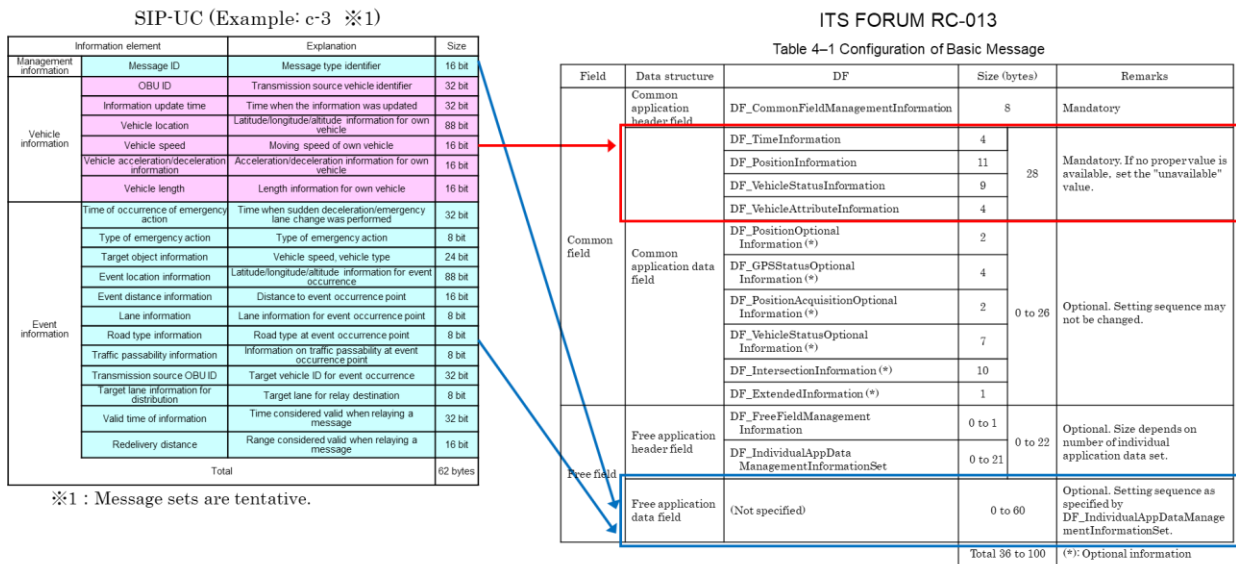 SIP-UC (Example: c-3 ※1)
Information element Explanation Size
Management information Message ID Message type identifier 16 bit
Vehicle information
OBU ID Transmission source vehicle identifier 32 bit
Information update time Time when the information was updated 32 bit
Vehicle location Latitude/longitude/altitude information for own vehicle 88 bit
Vehicle speed Moving speed of own vehicle 16 bit
Vehicle acceleration/deceleration information Acceleration/deceleration information for own vehicle 16 bit
Vehicle length Length information for own vehicle 16 bit
Event information
Time of occurrence of emergency action Time when sudden deceleration/emergency lane change was performed 32 bit
Type of emergency action Type of emergency action 8 bit
Target object information Vehicle speed, vehicle type 24 bit
Event location information Latitude/longitude/altitude information for event occurrence 88 bit
Event distance information Distance to event occurrence point 16 bit
Lane information Lane information for event occurrence point 8 bit
Road type information Road type at event occurrence point 8 bit
Traffic passability information Information on traffic passability at event occurrence point 8 bit
Transmission source OBU ID Target vehicle ID for event occurrence 32 bit
Target lane information for distribution Target lane for relay destination 8 bit
Valid time of information Time considered valid when relaying a message 32 bit
Redelivery distance Range considered valid when relaying a message 16 bit
Total 62 bytes
※1 : Message sets are tentative.
ITS FORUM RC-013
Table 4–1 Configuration of Basic Message
Field Data structure DF Size (bytes) Remarks
Common field
Common application header field DF_CommonFieldManagementInformation 8 Mandatory
Common application data field
DF_TimeInformation 4
DF_PositionInformation 11
DF_VehicleStatusInformation 9
DF_VehicleAttributeInformation 4
28
Mandatory. If no proper value is available, set the "unavailable" value.
DF_PositionOptional Information (*) 2
DF_GPSStatusOptional Information (*) 4
DF_PositionAcquisitionOptional Information (*) 2
DF_VehicleStatusOptional Information (*) 7
DF_IntersectionInformation (*) 10
DF_ExtendedInformation (*) 1
0 to 26
Optional. Setting sequence may not be changed.
Free field
Free application header field
DF_FreeFieldManagement Information 0 to 1
DF_IndividualAppData ManagementInformationSet 0 to 21
0 to 22
Optional. Size depends on number of individual application data set.
Free application data field (Not specified) 0 to 60
Optional. Setting sequence as specified by DF_IndividualAppDataManage mentInformationSet.
Total 36 to 100 (*): Optional information